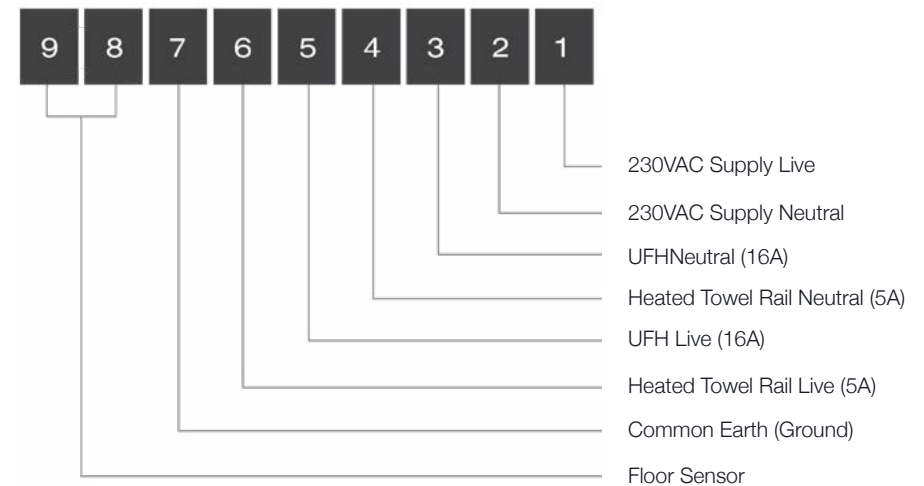 9 8 7 6 5 4 3 2 1
230VAC Supply Live
230VAC Supply Neutral
UFHNeutral (16A)
Heated Towel Rail Neutral (5A)
UFH Live (16A)
Heated Towel Rail Live (5A)
Common Earth (Ground)
Floor Sensor